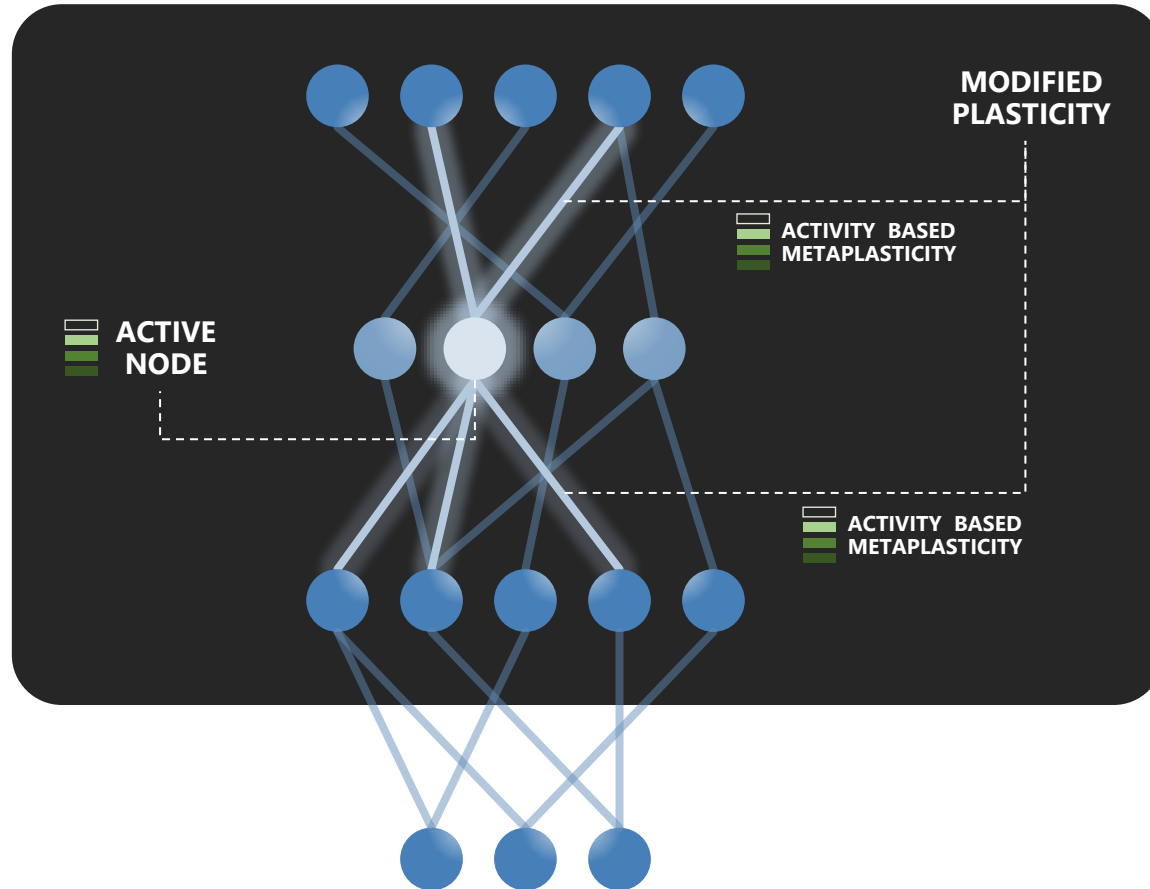 MODIFIED
PLASTICITY
ACTIVITY BASED
METAPLASTICITY
ACTIVE
NODE
ACTIVITY BASED
METAPLASTICITY